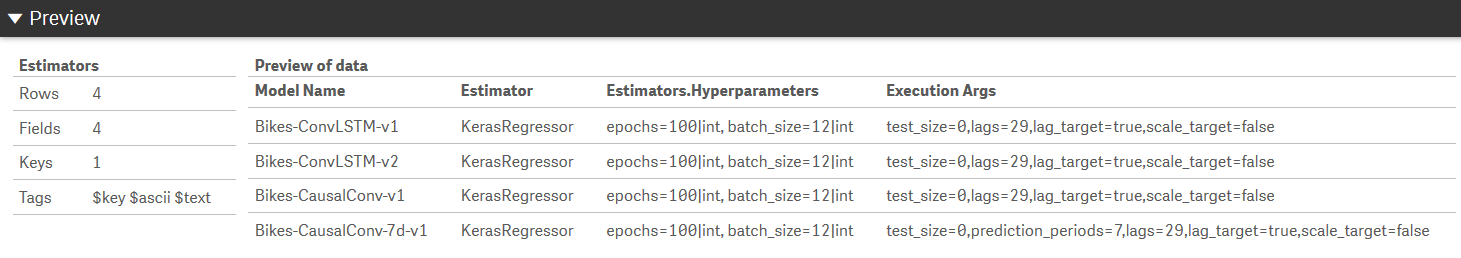 Preview
Estimators
Rows 4
Fields 4
Keys 1
Tags $key $ascii $text
Preview of data
Model Name Estimator Estimators.Hyperparameters Execution Args
Bikes-ConvLSTM-v1 KerasRegressor epochs=100|int, batch_size=12|int test_size=0,lags=29,lag_target=true,scale_target=false
Bikes-ConvLSTM-v2 KerasRegressor epochs=100|int, batch_size=12|int test_size=0,lags=29,lag_target=true,scale_target=false
Bikes-CausalConv-v1 KerasRegressor epochs=100|int, batch_size=12|int test_size=0,lags=29,lag_target=true,scale_target=false
Bikes-CausalConv-7d-v1 KerasRegressor epochs=100|int, batch_size=12|int test_size=0,prediction_periods=7,lags=29,lag_target=true,scale_target=false